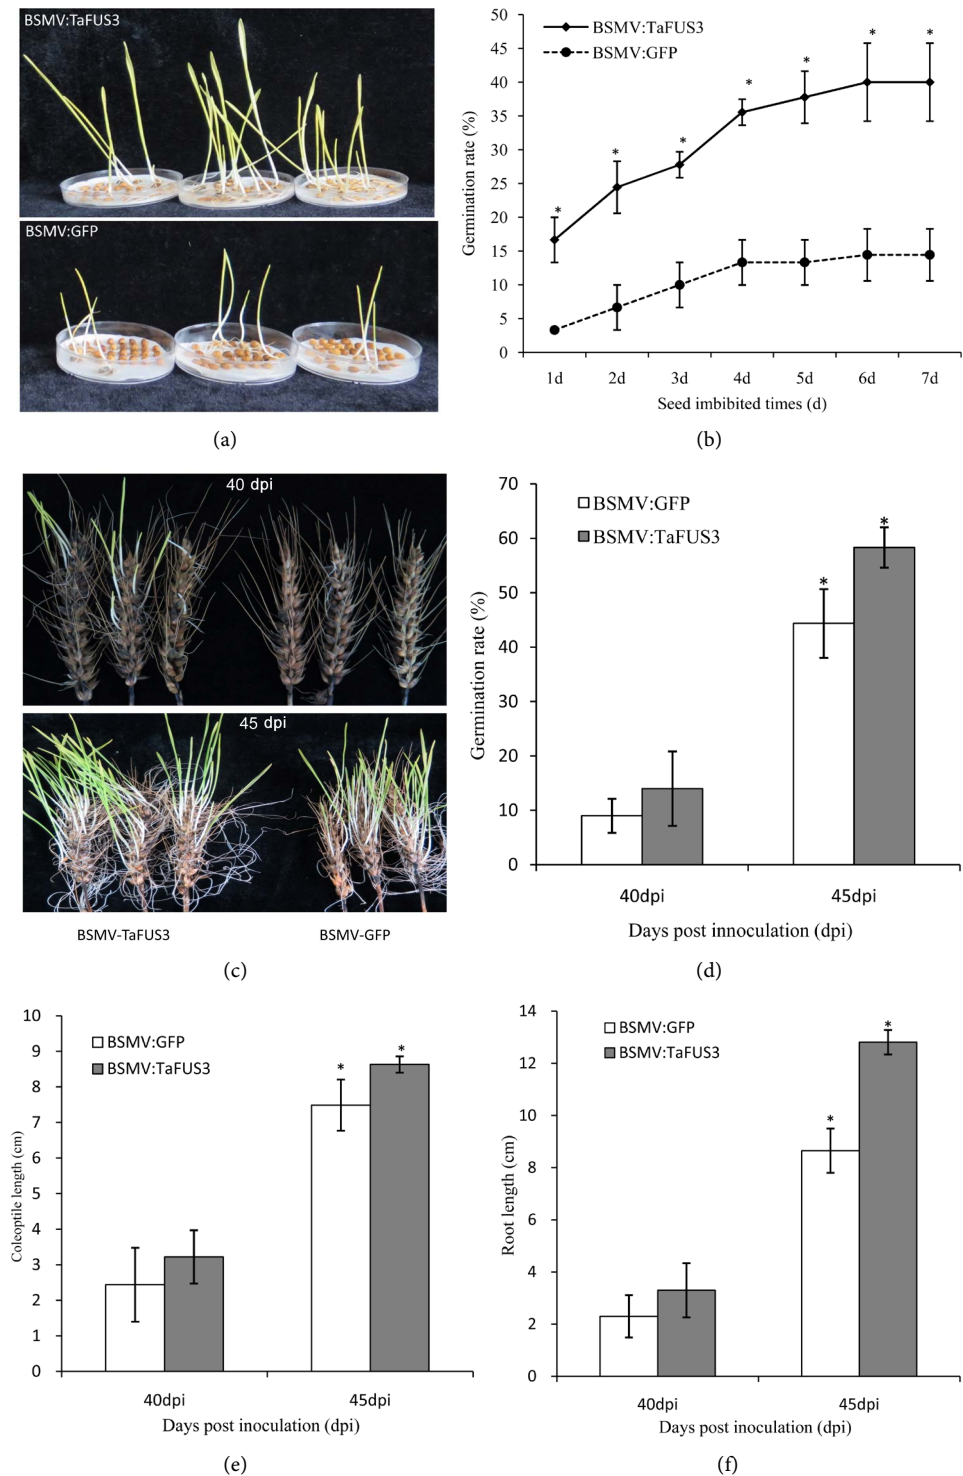 BSMV:TaFUS3
BSMV:GFP
(a)
50
45
40
35
30
25
20
15
10
5
0
Germination rate (%)
BSMV:TaFUS3
BSMV:GFP
*
*
*
*
*
*
*
1d 2d 3d 4d 5d 6d 7d
Seed imbibited times (d)
(b)
40 dpi
45 dpi
BSMV-TaFUS3 BSMV-GFP
(c)
70
60
50
40
30
20
10
0
Germination rate (%)
BSMV:GFP
BSMV:TaFUS3
*
*
40dpi 45dpi
Days post innoculation (dpi)
(d)
10
9
8
7
6
5
4
3
2
1
0
Coleoptile length (cm)
BSMV:GFP
BSMV:TaFUS3
*
*
40dpi 45dpi
Days post inoculation (dpi)
(e)
14
12
10
8
6
4
2
0
Root length (cm)
BSMV:GFP
BSMV:TaFUS3
*
*
40dpi 45dpi
Days post inoculation (dpi)
(f)